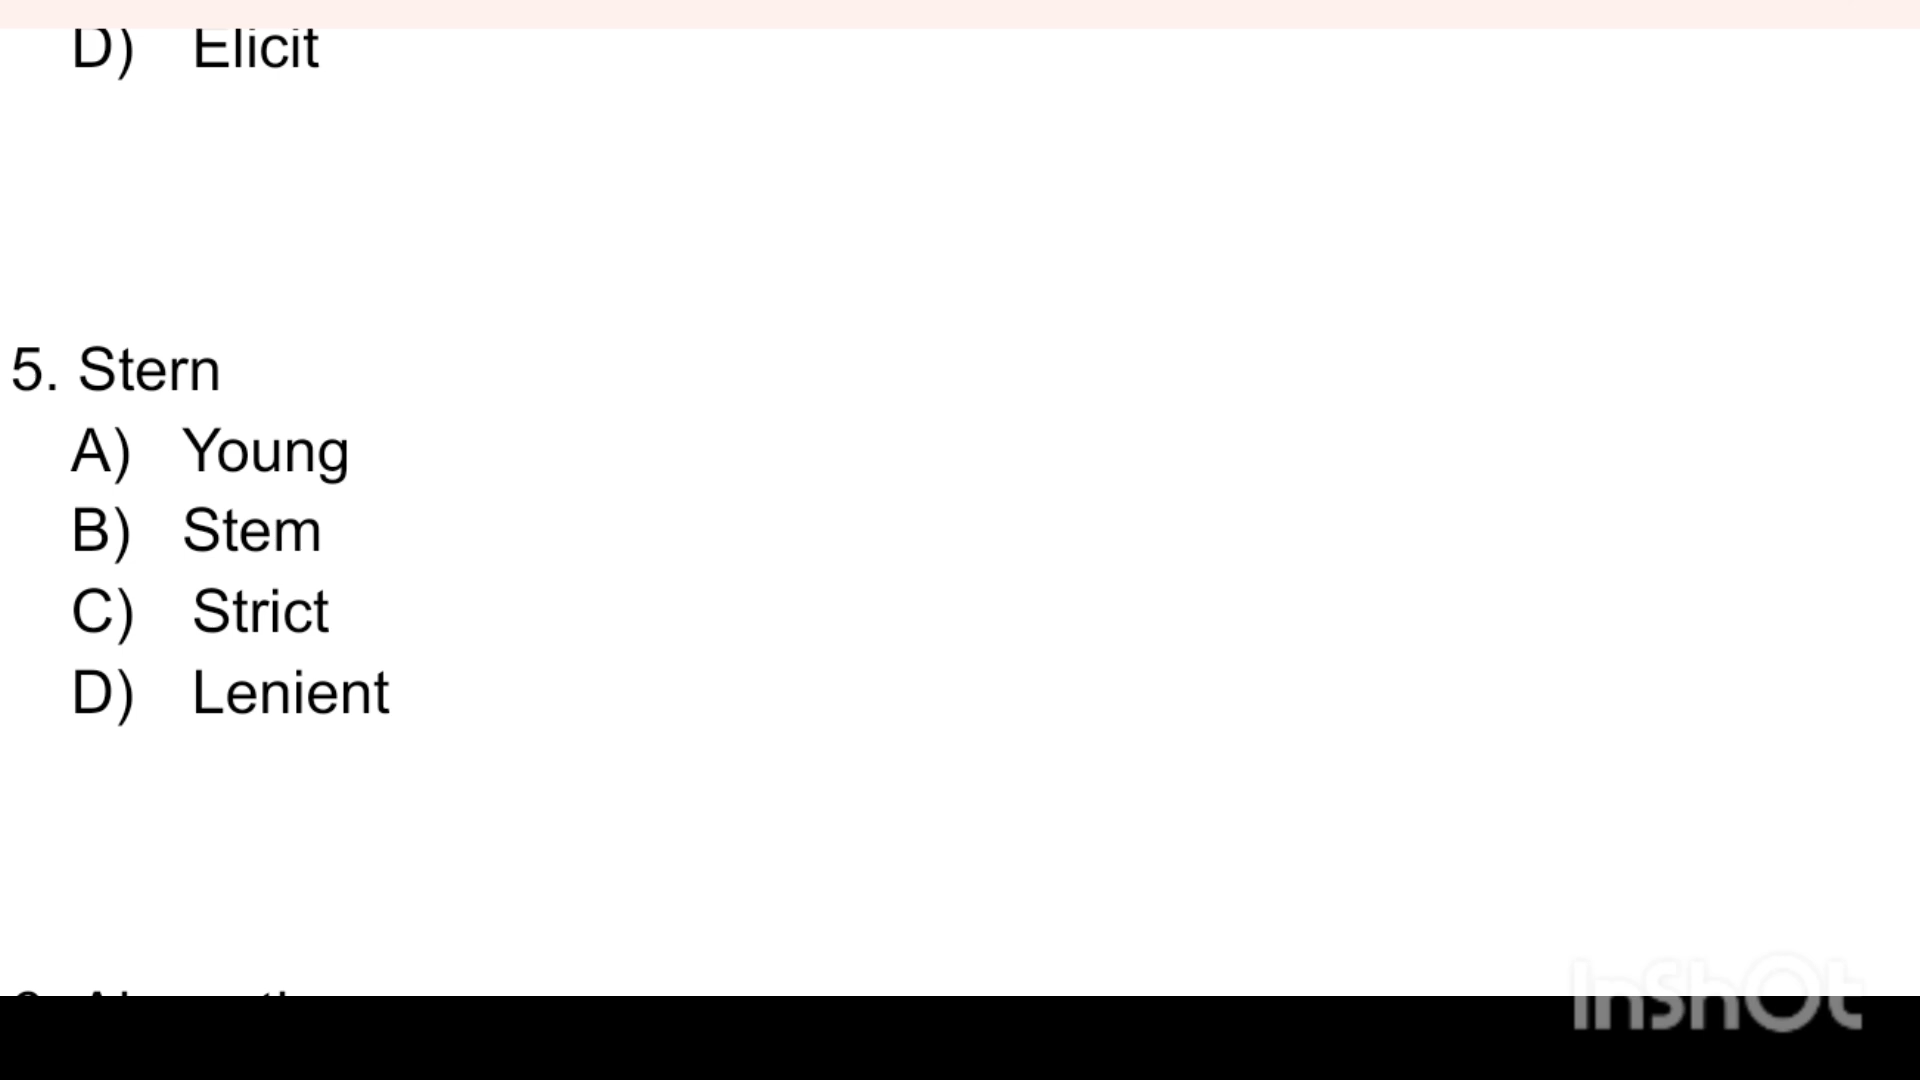 D) Elicit
5. Stern
A) Young
B) Stem
C) Strict
D) Lenient
InShOt